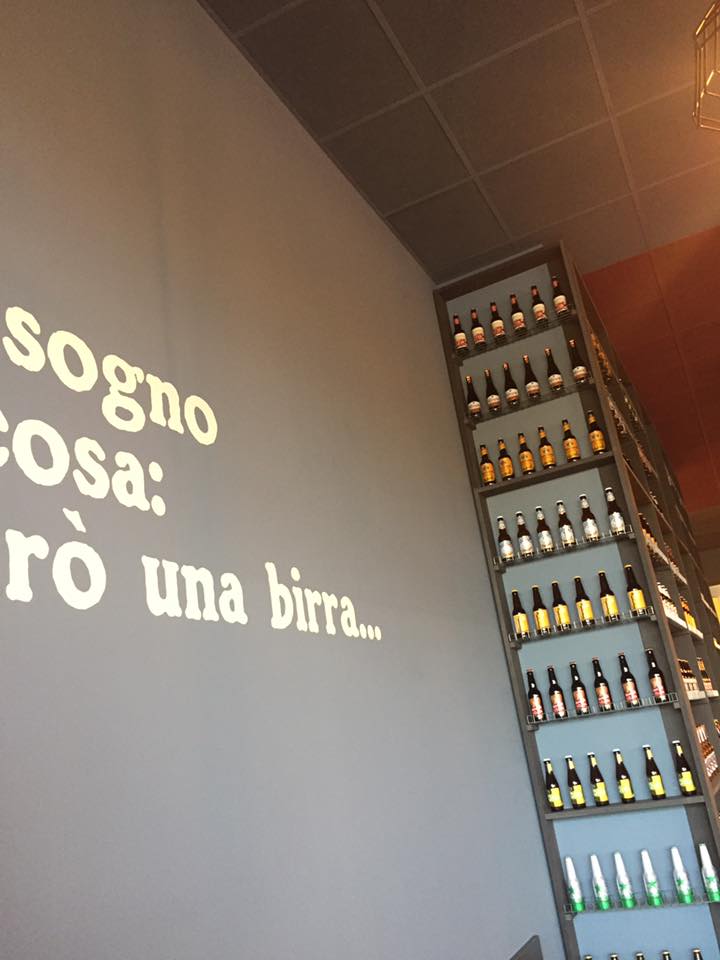 sogno
cosa:
rò una birra...